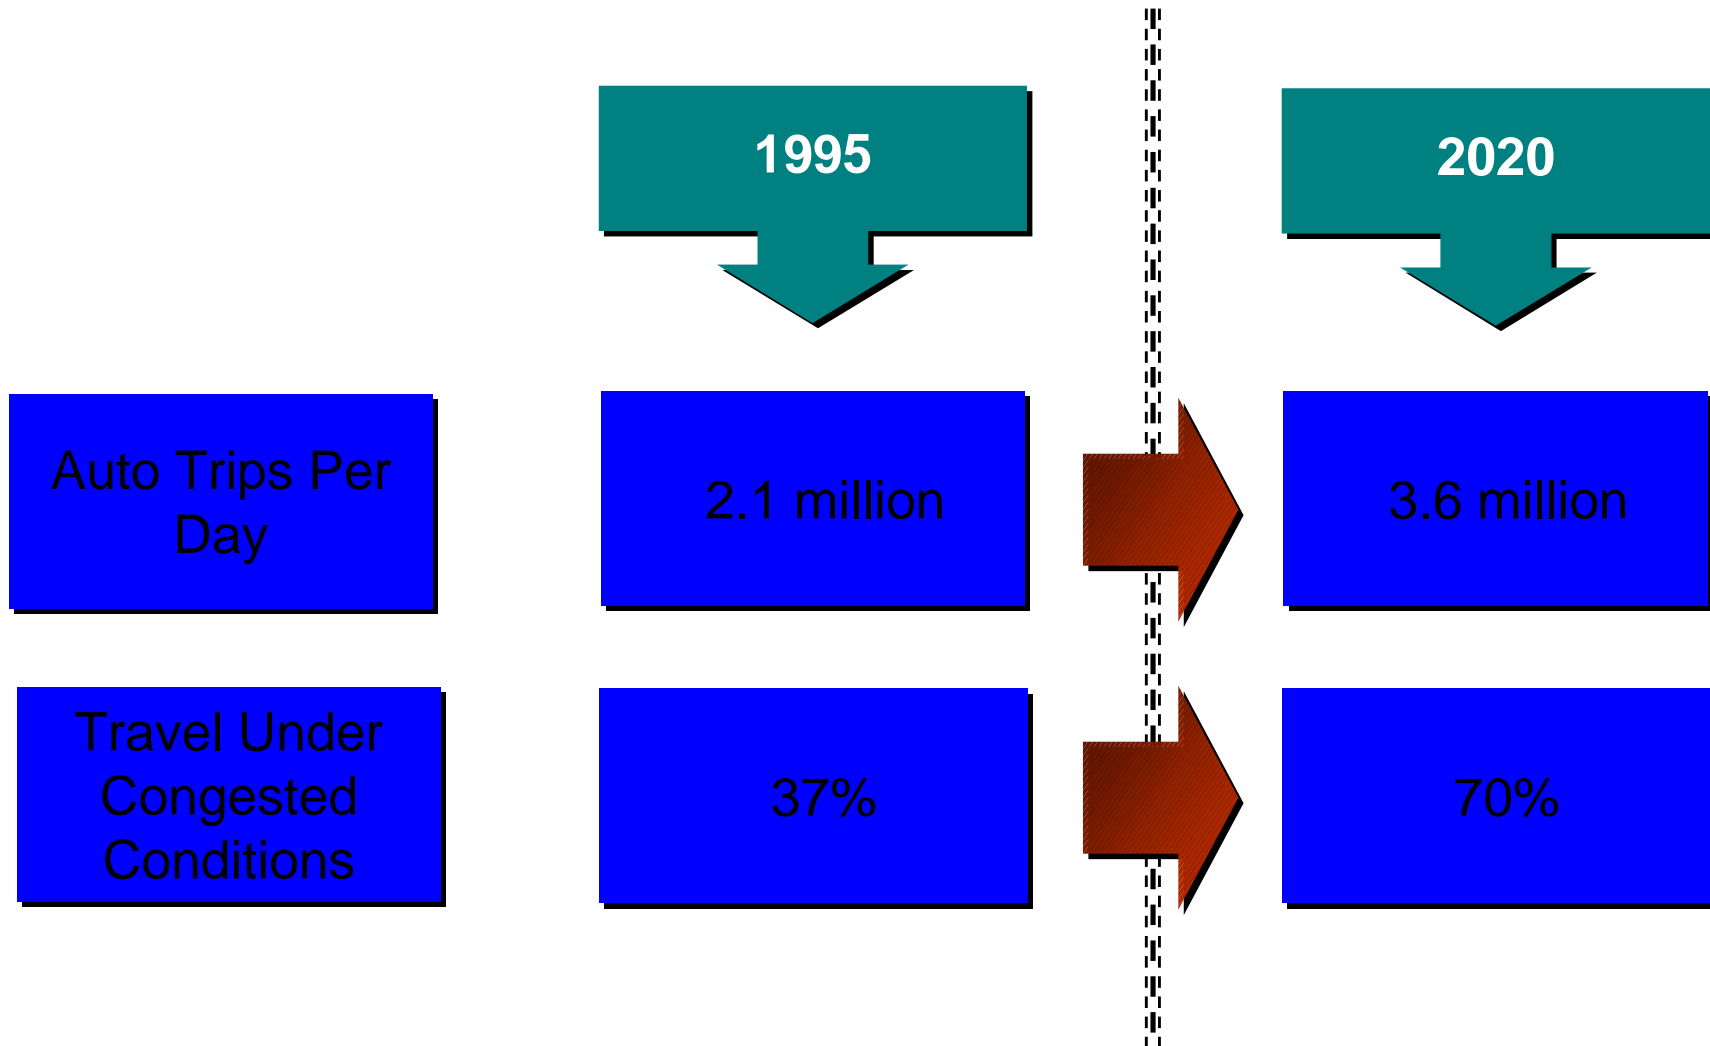 1995
2020
Auto Trips Per
Day
2.1 million
3.6 million
Travel Under
Congested
Conditions
37%
70%